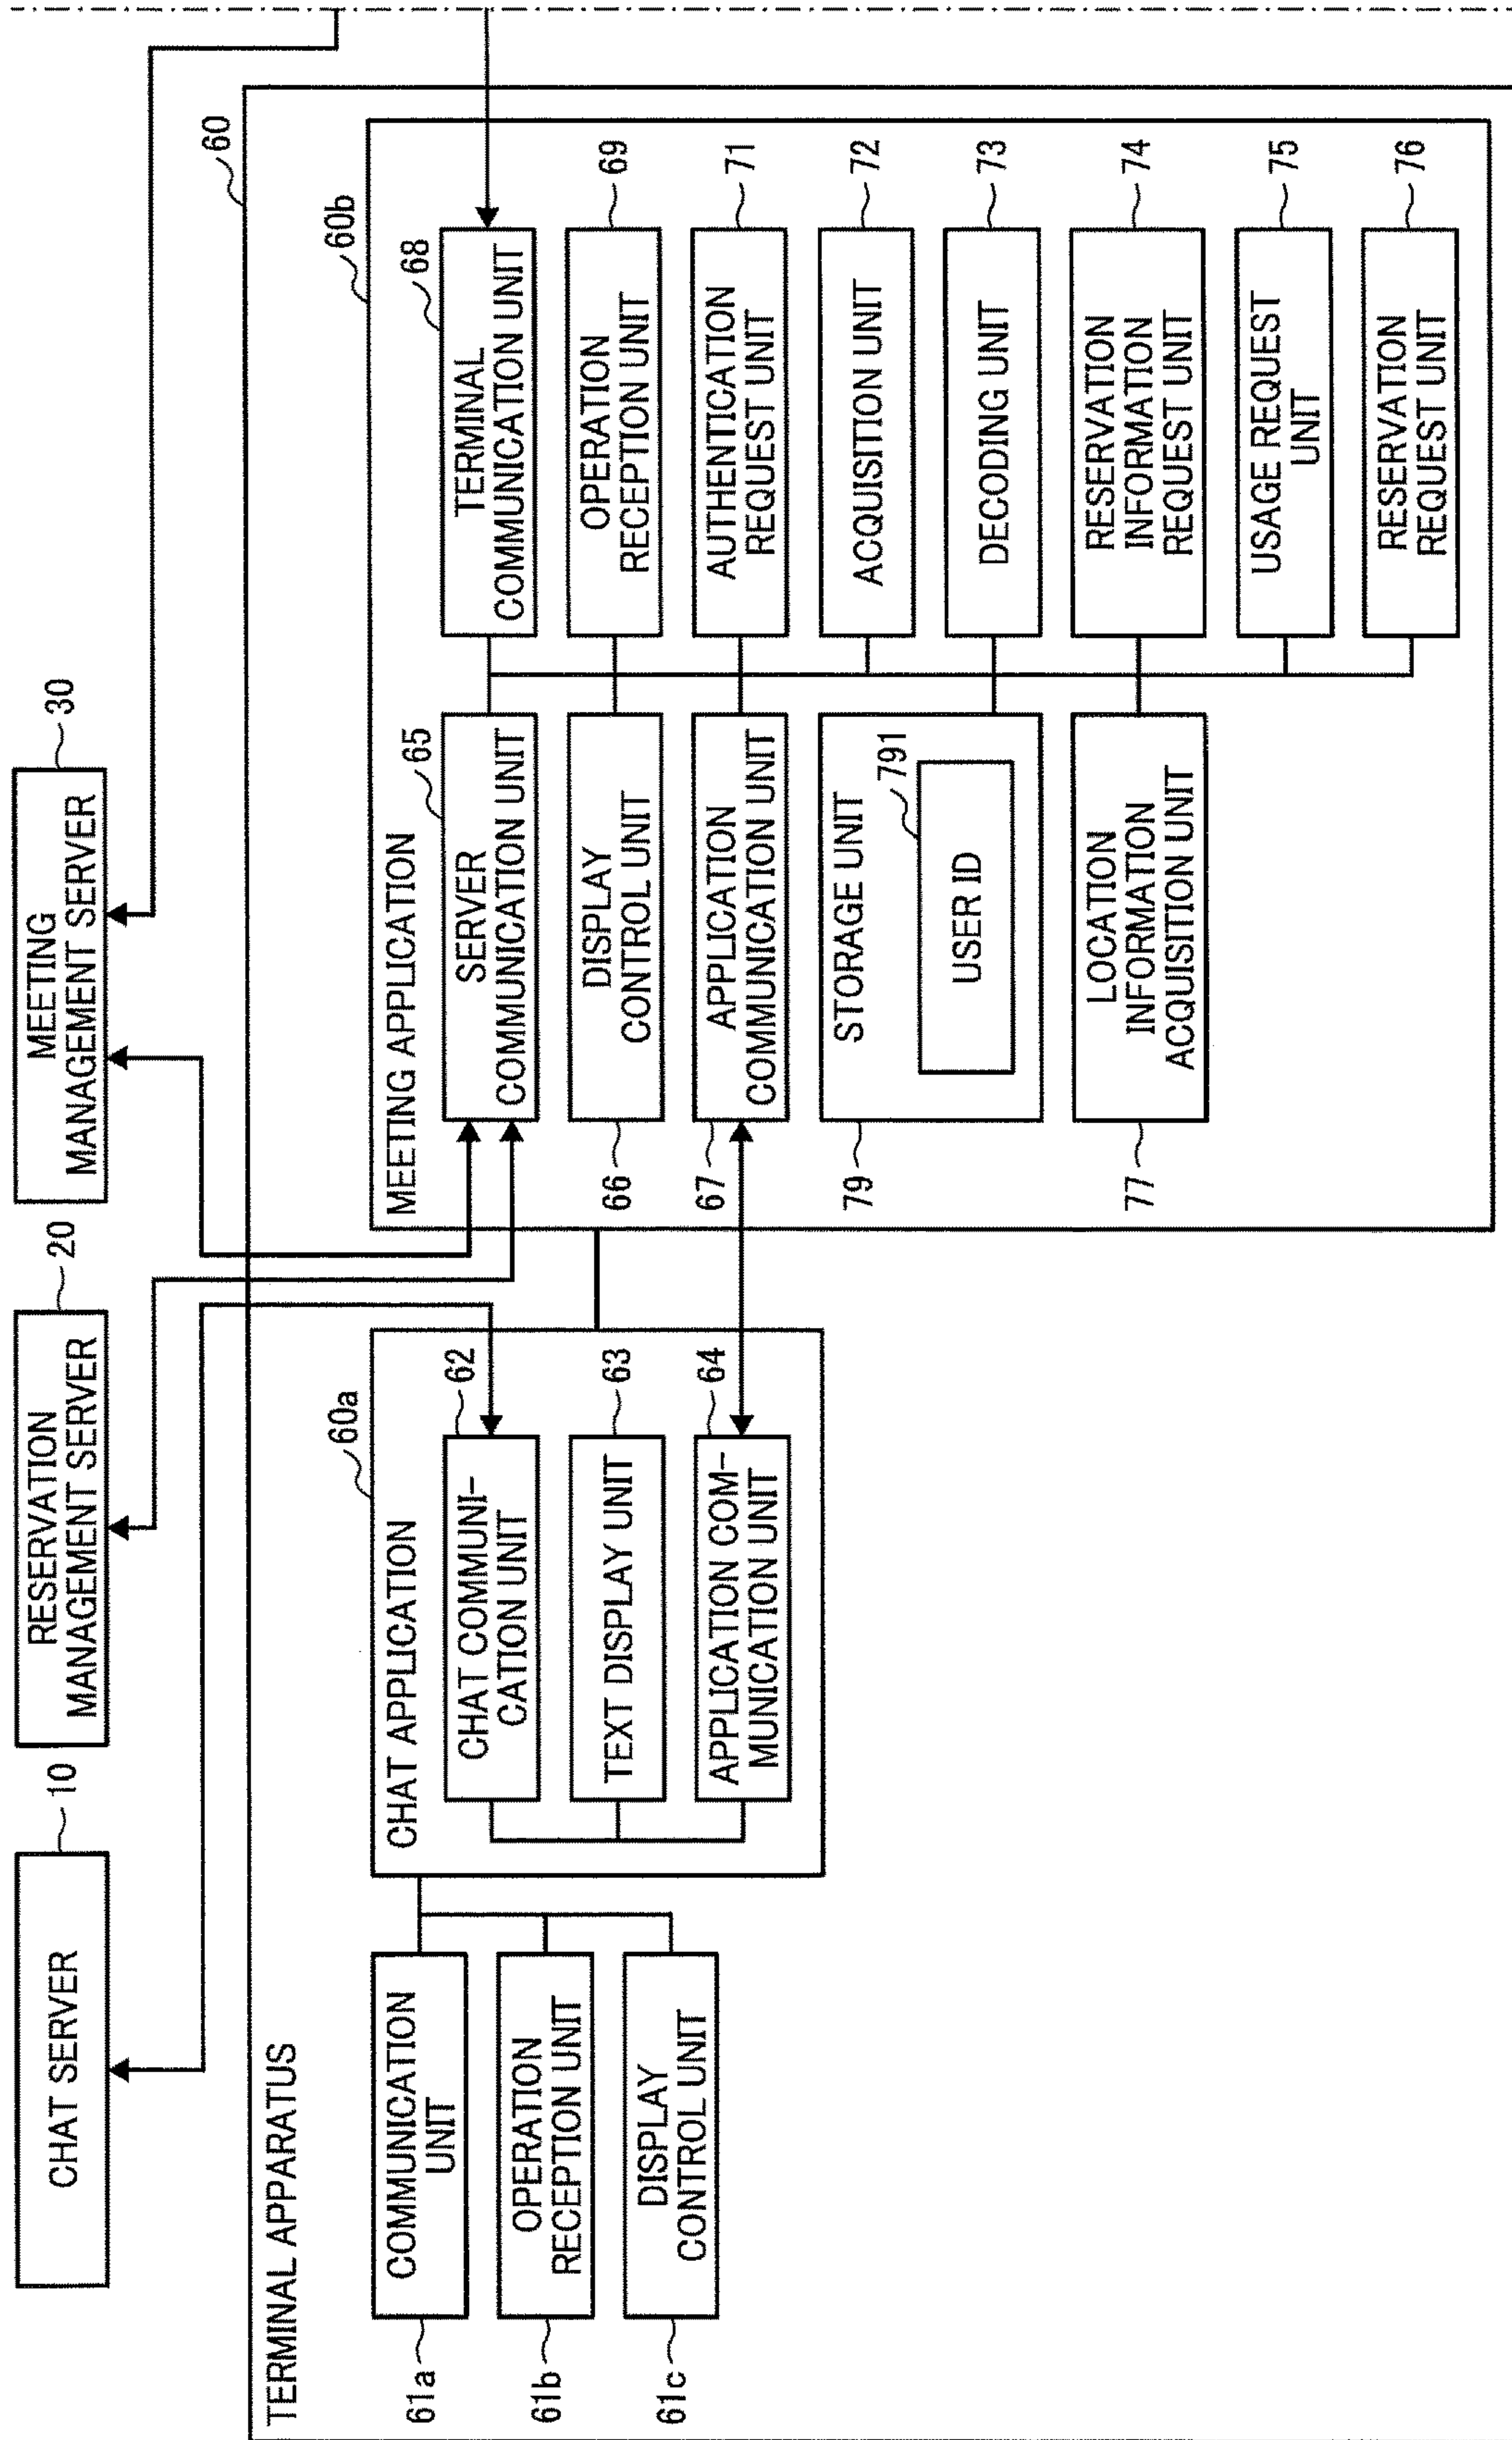 CHAT SERVER
10
RESERVATION
MANAGEMENT SERVER
20
MEETING
MANAGEMENT SERVER
30
TERMINAL APPARATUS
60
COMMUNICATION
UNIT
61a
OPERATION
RECEPTION UNIT
61b
DISPLAY
CONTROL UNIT
61c
CHAT APPLICATION
60a
CHAT COMMUNI-
CATION UNIT
62
TEXT DISPLAY UNIT
63
APPLICATION COM-
MUNICATION UNIT
64
MEETING APPLICATION
60b
SERVER
COMMUNICATION UNIT
65
DISPLAY
CONTROL UNIT
66
APPLICATION
COMMUNICATION UNIT
67
STORAGE UNIT
79
USER ID
791
LOCATION
INFORMATION
ACQUISITION UNIT
77
TERMINAL
COMMUNICATION UNIT
68
OPERATION
RECEPTION UNIT
69
AUTHENTICATION
REQUEST UNIT
71
ACQUISITION UNIT
72
DECODING UNIT
73
RESERVATION
INFORMATION
REQUEST UNIT
74
USAGE REQUEST
UNIT
75
RESERVATION
REQUEST UNIT
76